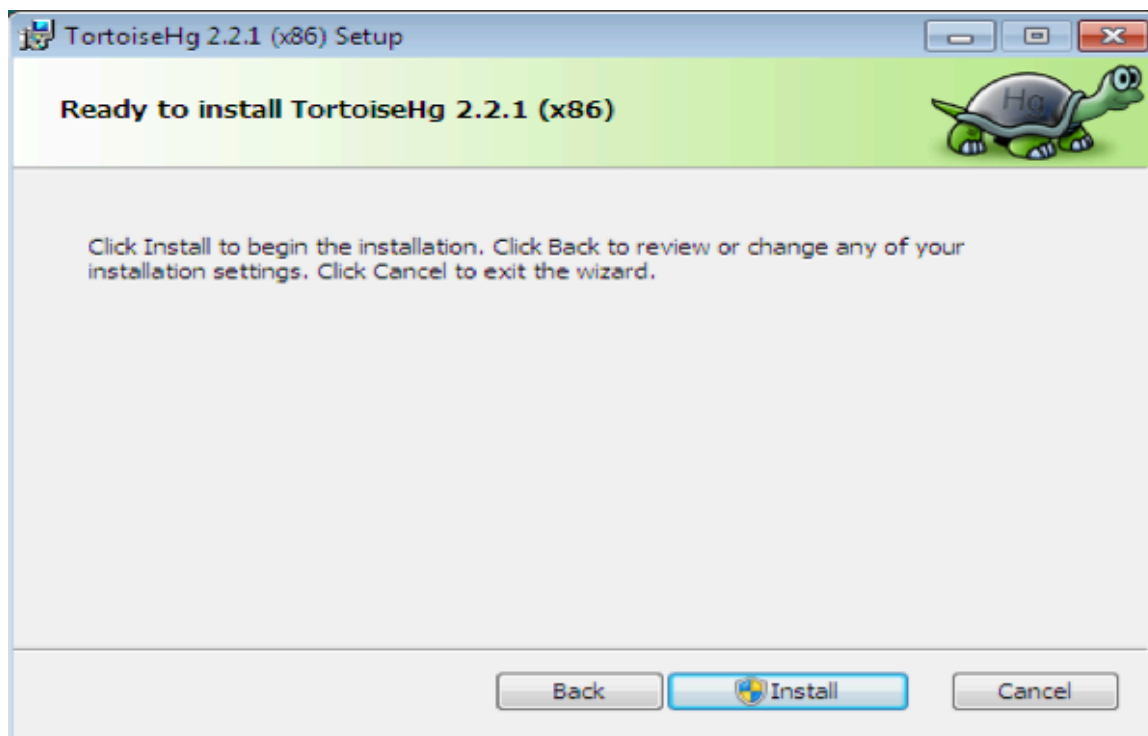 TortoiseHg 2.2.1 (x86) Setup
Ready to install TortoiseHg 2.2.1 (x86)
Hg
Click Install to begin the installation. Click Back to review or change any of your
installation settings. Click Cancel to exit the wizard.
Back
Install
Cancel